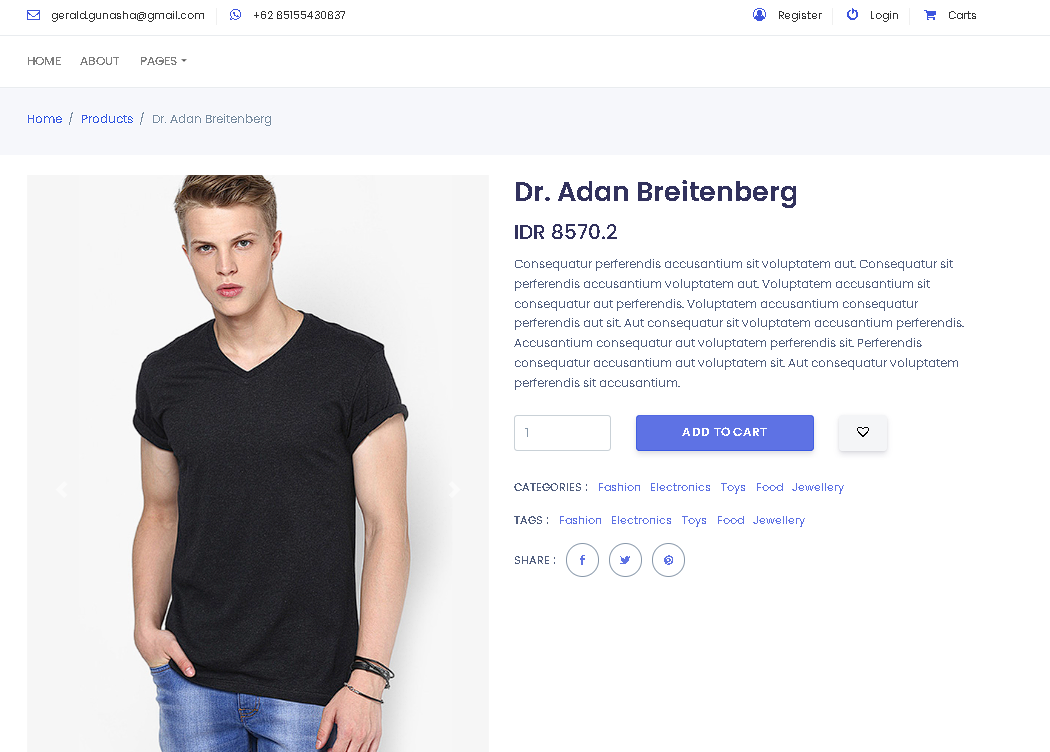 gerald.gunasha@gmail.com +62 85155430837 Register Login Carts
HOME ABOUT PAGES
Home / Products / Dr. Adan Breitenberg
Dr. Adan Breitenberg
IDR 8570.2
Consequatur perferendis accusantium sit voluptatem aut. Consequatur sit
perferendis accusantium voluptatem aut. Voluptatem accusantium sit
consequatur aut perferendis. Voluptatem accusantium consequatur
perferendis aut sit. Aut consequatur sit voluptatem accusantium perferendis.
Accusantium consequatur aut voluptatem perferendis sit. Perferendis
consequatur accusantium aut voluptatem sit. Aut consequatur voluptatem
perferendis sit accusantium.
1 ADD TO CART
CATEGORIES : Fashion Electronics Toys Food Jewellery
TAGS : Fashion Electronics Toys Food Jewellery
SHARE :